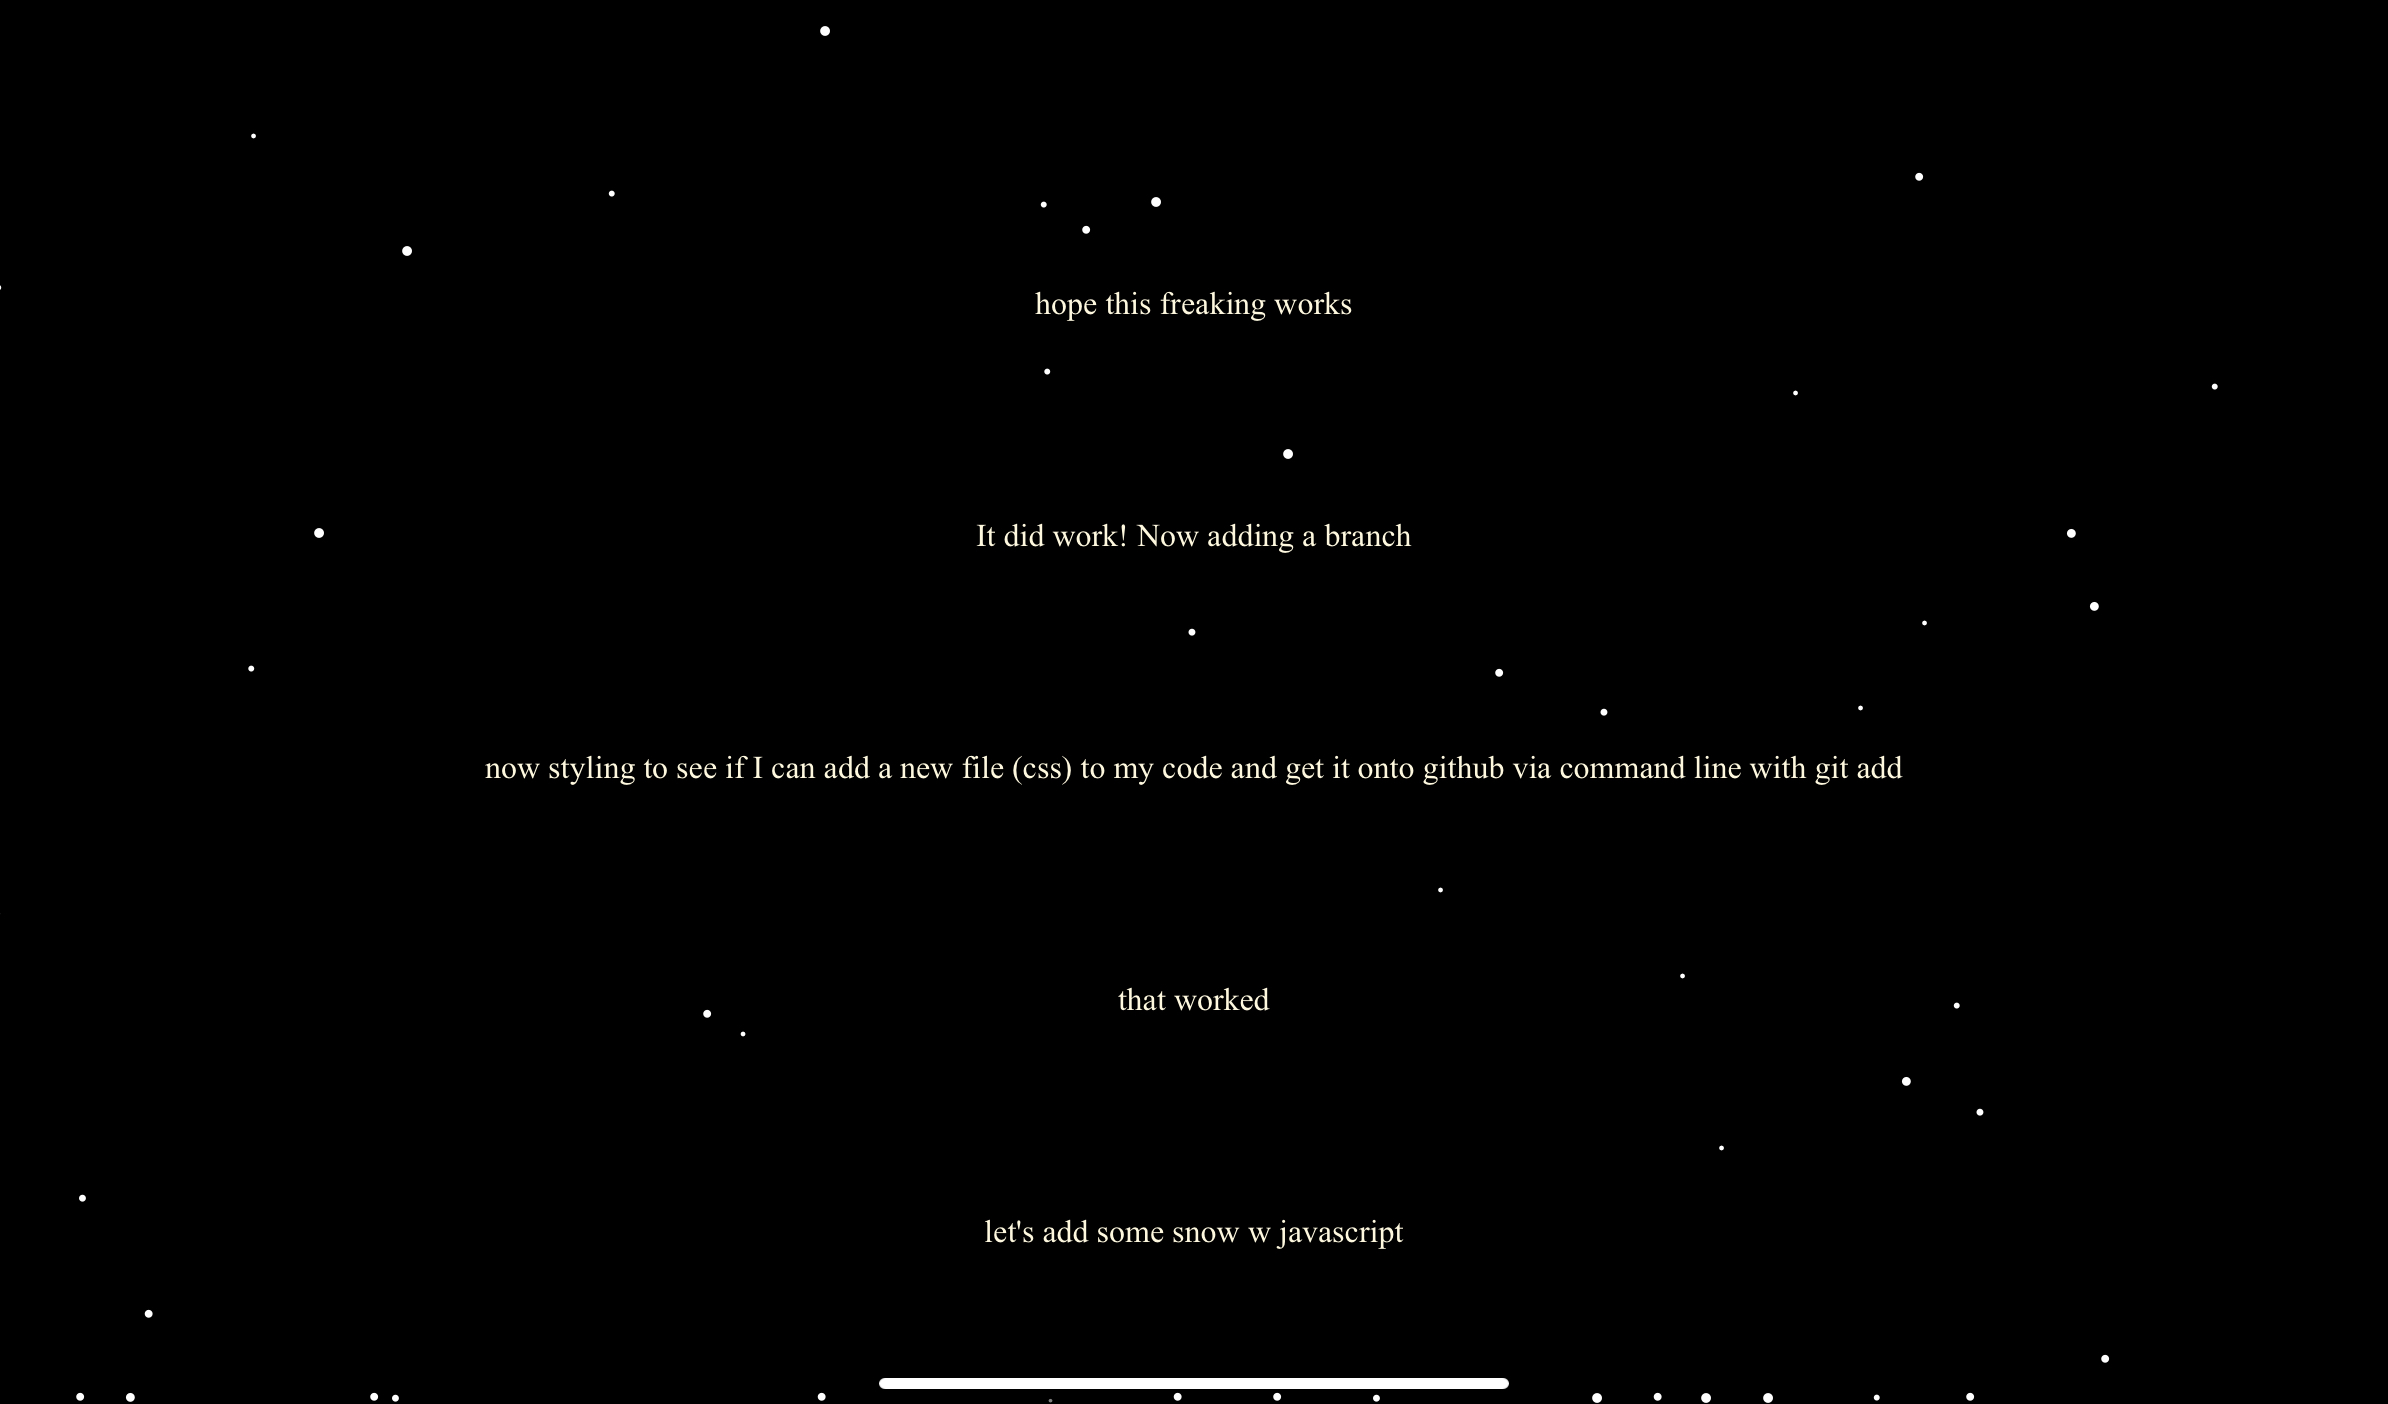 hope this freaking works
It did work! Now adding a branch
now styling to see if I can add a new file (css) to my code and get it onto github via command line with git add
that worked
let's add some snow w javascript